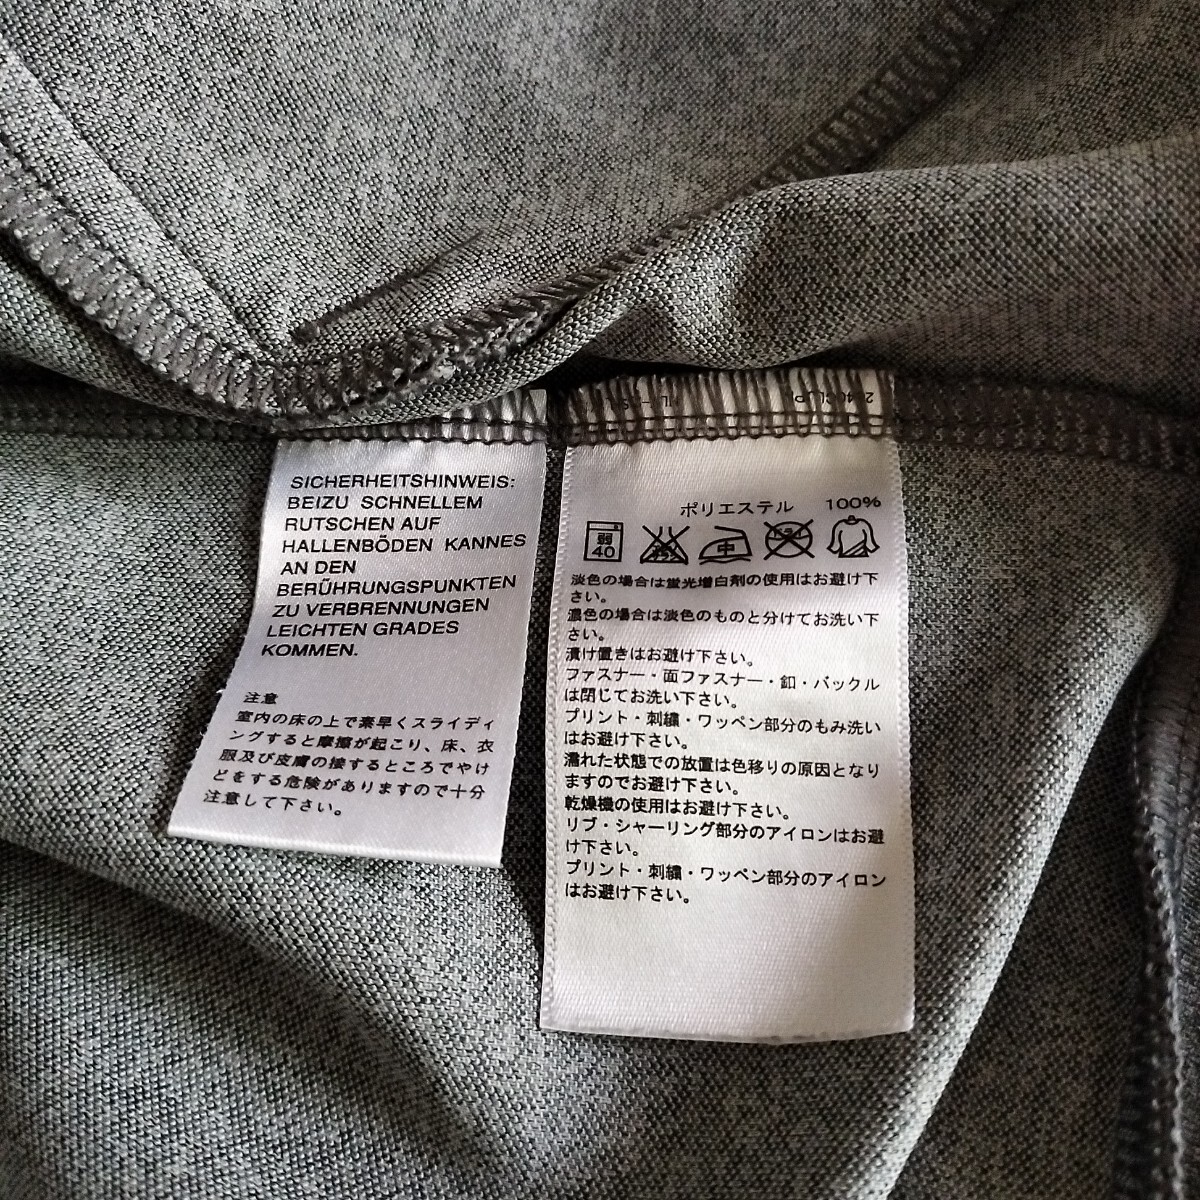 SICHERHEITSHINWEIS:
BEIZU SCHNELLEM
RUTSCHEN AUF
HALLENBÖDEN KANNES
AN DEN
BERÜHRUNGSPUNKTEN
ZU VERBRENNUNGEN
LEICHTEN GRADES
KOMMEN.
注意
室内の床の上で素早くスライディ
ングすると摩擦が起こり、床、衣
服及び皮膚の接するところでやけ
どをする危険がありますので十分
注意して下さい。
ポリエステル 100%
弱
40
中
淡色の場合は蛍光増白剤の使用はお避け下
さい。
濃色の場合は淡色のものと分けてお洗い下
さい。
漬け置きはお避け下さい。
ファスナー・面ファスナー・釦・バックル
は閉じてお洗い下さい。
プリント・刺繍・ワッペン部分のもみ洗い
はお避け下さい。
濡れた状態での放置は色移りの原因となり
ますのでお避け下さい。
乾燥機の使用はお避け下さい。
リブ・シャーリング部分のアイロンはお避
け下さい。
プリント・刺繍・ワッペン部分のアイロン
はお避け下さい。